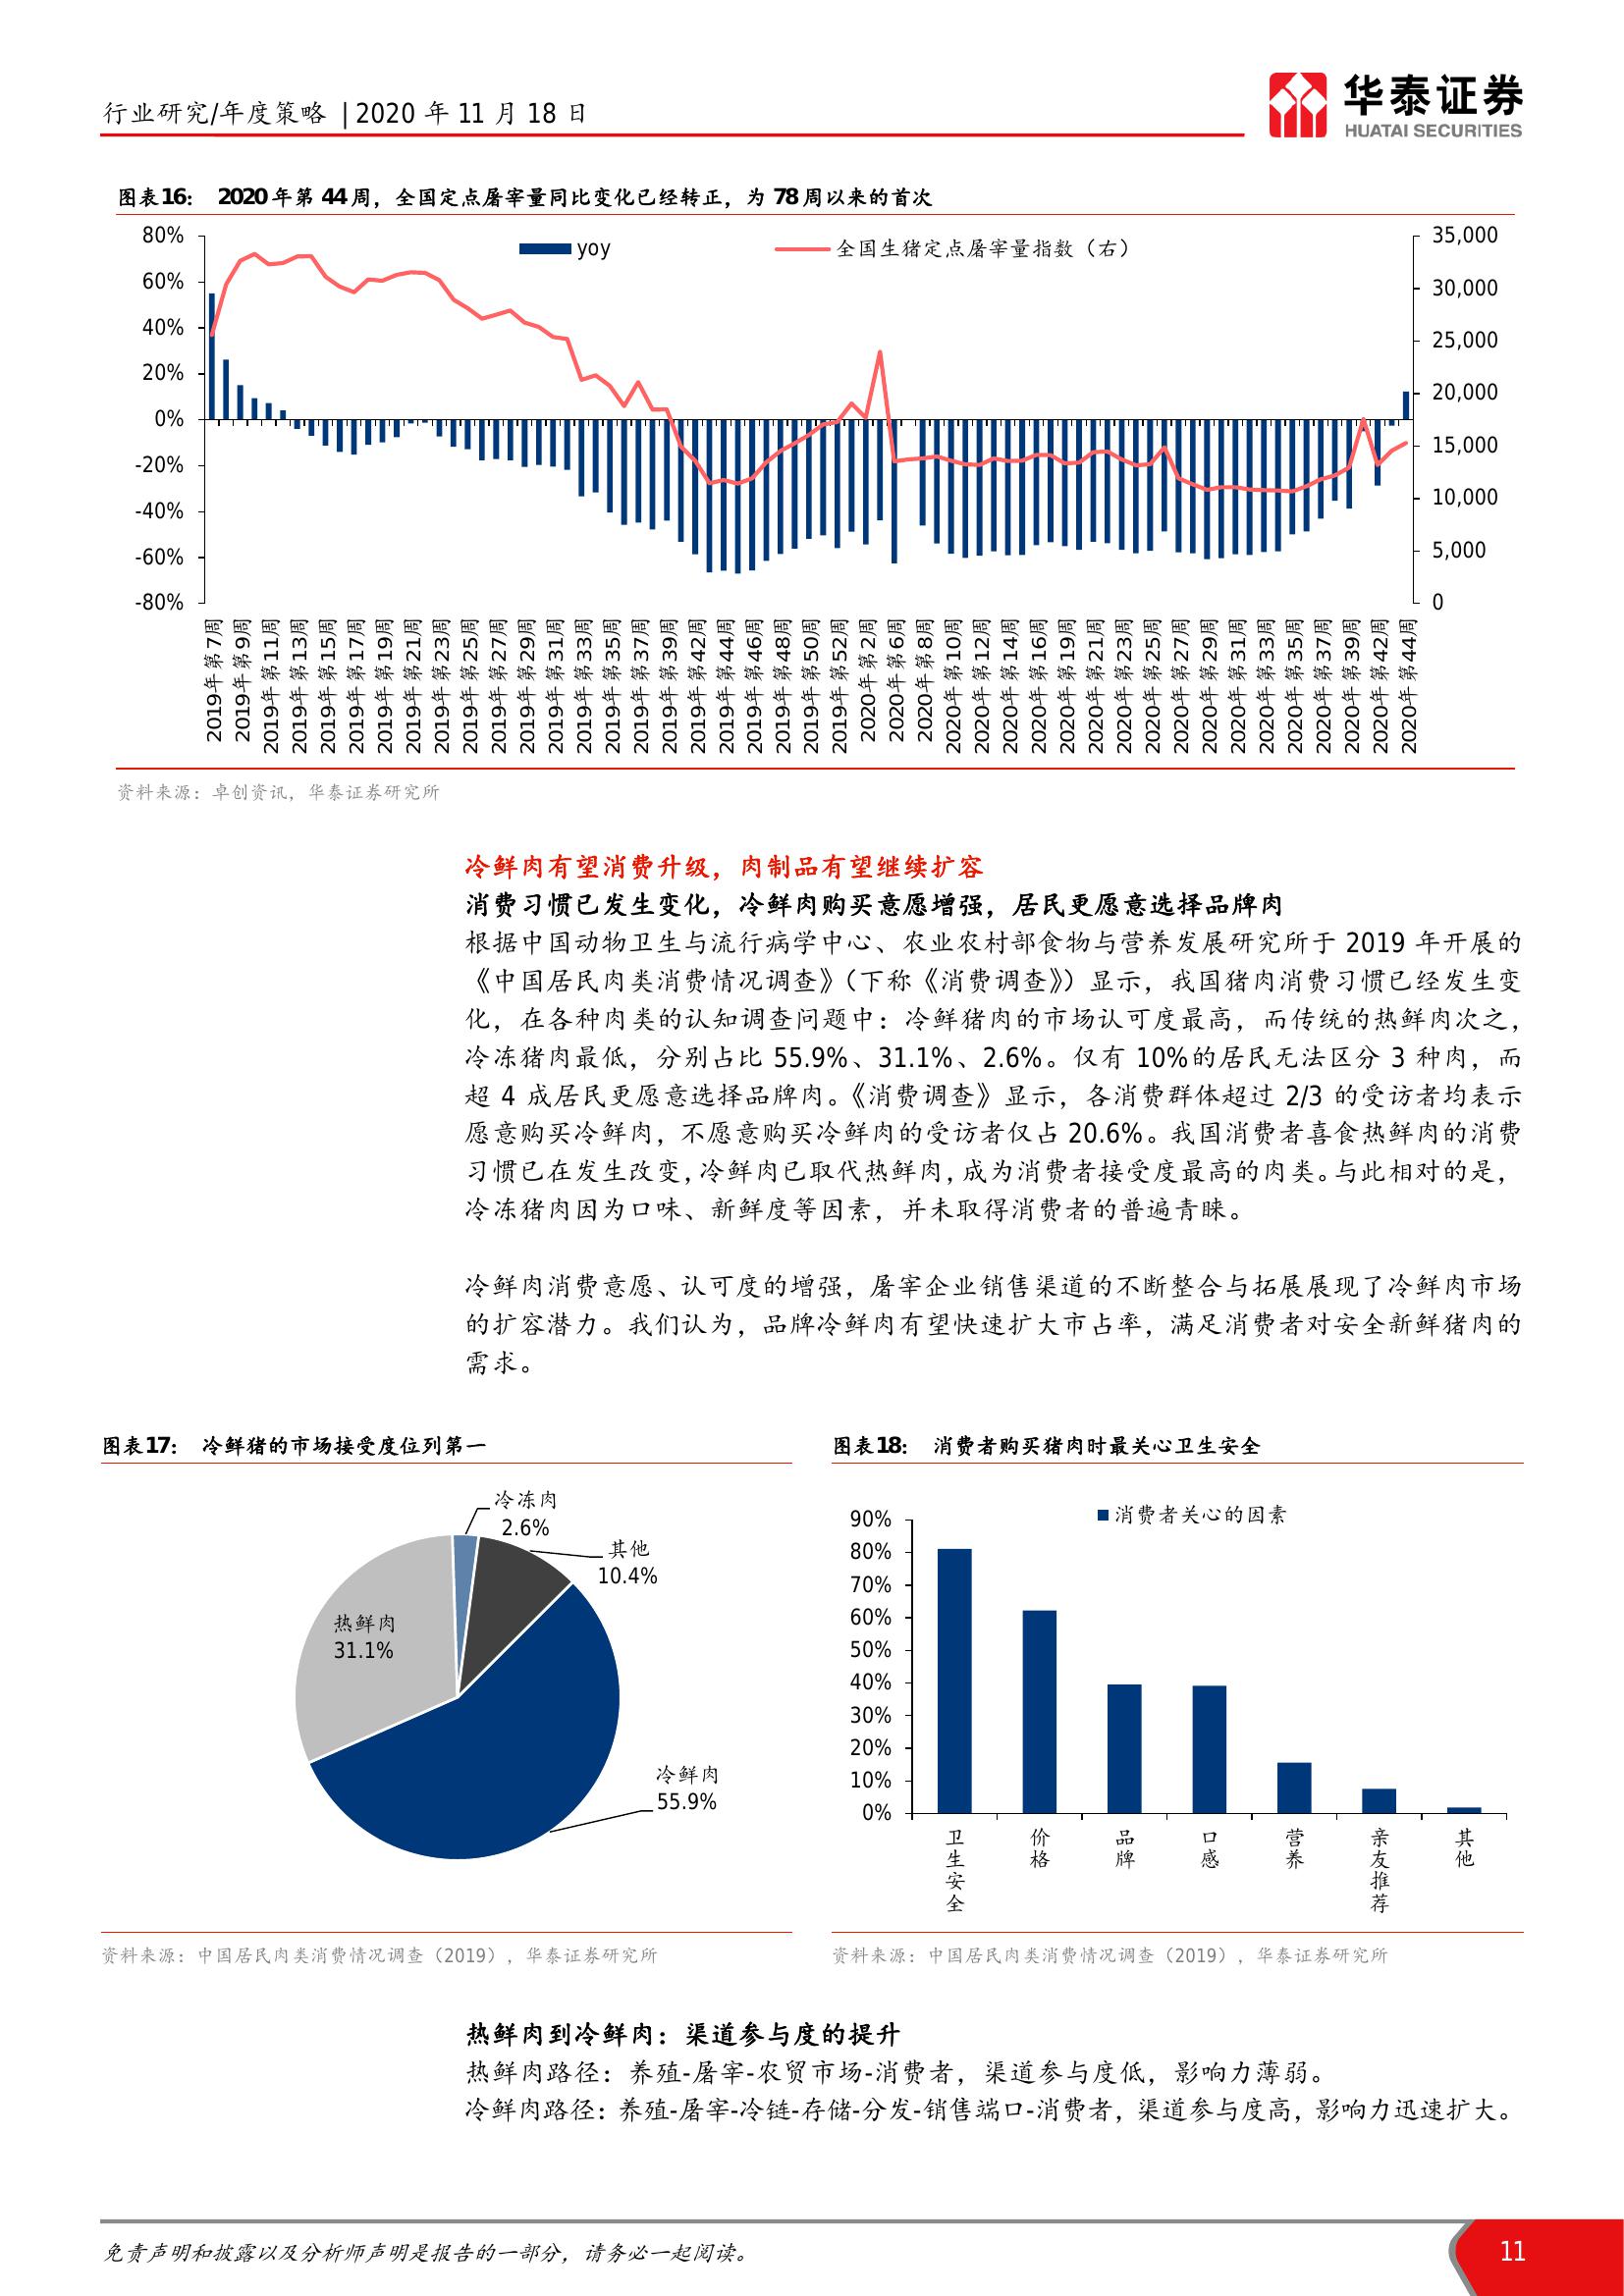 行业研究/年度策略 | 2020 年 11 月 18 日
华泰证券
HUATAI SECURITIES
图表16： 2020 年第 44 周，全国定点屠宰量同比变化已经转正，为 78 周以来的首次
80%
60%
40%
20%
0%
-20%
-40%
-60%
-80%
yoy
全国生猪定点屠宰量指数（右）
35,000
30,000
25,000
20,000
15,000
10,000
5,000
0
2019年第7周
2019年第9周
2019年第11周
2019年第13周
2019年第15周
2019年第17周
2019年第19周
2019年第21周
2019年第23周
2019年第25周
2019年第27周
2019年第29周
2019年第31周
2019年第33周
2019年第35周
2019年第37周
2019年第39周
2019年第42周
2019年第44周
2019年第46周
2019年第48周
2019年第50周
2019年第52周
2020年第2周
2020年第6周
2020年第8周
2020年第10周
2020年第12周
2020年第14周
2020年第16周
2020年第19周
2020年第21周
2020年第23周
2020年第25周
2020年第27周
2020年第29周
2020年第31周
2020年第33周
2020年第35周
2020年第37周
2020年第39周
2020年第42周
2020年第44周
资料来源：卓创资讯，华泰证券研究所
冷鲜肉有望消费升级，肉制品有望继续扩容
消费习惯已发生变化，冷鲜肉购买意愿增强，居民更愿意选择品牌肉
根据中国动物卫生与流行病学中心、农业农村部食物与营养发展研究所于 2019 年开展的
《中国居民肉类消费情况调查》（下称《消费调查》）显示，我国猪肉消费习惯已经发生变
化，在各种肉类的认知调查问题中：冷鲜猪肉的市场认可度最高，而传统的热鲜肉次之，
冷冻猪肉最低，分别占比 55.9%、31.1%、2.6%。仅有 10%的居民无法区分 3 种肉，而
超 4 成居民更愿意选择品牌肉。《消费调查》显示，各消费群体超过 2/3 的受访者均表示
愿意购买冷鲜肉，不愿意购买冷鲜肉的受访者仅占 20.6%。我国消费者喜食热鲜肉的消费
习惯已在发生改变，冷鲜肉已取代热鲜肉，成为消费者接受度最高的肉类。与此相对的是，
冷冻猪肉因为口味、新鲜度等因素，并未取得消费者的普遍青睐。
冷鲜肉消费意愿、认可度的增强，屠宰企业销售渠道的不断整合与拓展展现了冷鲜肉市场
的扩容潜力。我们认为，品牌冷鲜肉有望快速扩大市占率，满足消费者对安全新鲜猪肉的
需求。
图表17： 冷鲜猪的市场接受度位列第一
冷冻肉
2.6%
其他
10.4%
热鲜肉
31.1%
冷鲜肉
55.9%
资料来源：中国居民肉类消费情况调查（2019），华泰证券研究所
图表18： 消费者购买猪肉时最关心卫生安全
消费者关心的因素
90%
80%
70%
60%
50%
40%
30%
20%
10%
0%
卫生安全
价格
品牌
口感
营养
亲友推荐
其他
资料来源：中国居民肉类消费情况调查（2019），华泰证券研究所
热鲜肉到冷鲜肉：渠道参与度的提升
热鲜肉路径：养殖-屠宰-农贸市场-消费者，渠道参与度低，影响力薄弱。
冷鲜肉路径：养殖-屠宰-冷链-存储-分发-销售端口-消费者，渠道参与度高，影响力迅速扩大。
免责声明和披露以及分析师声明是报告的一部分，请务必一起阅读。
11